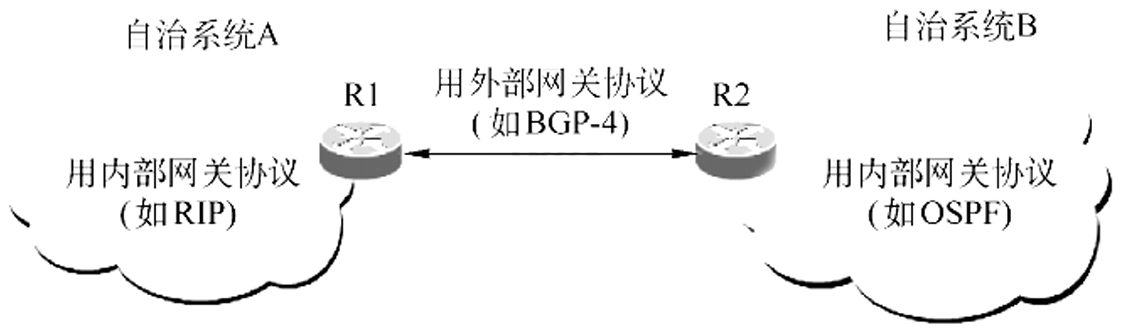 自治系统A
自治系统B
R1
用外部网关协议
(如BGP-4)
R2
用内部网关协议
(如RIP)
用内部网关协议
(如OSPF)